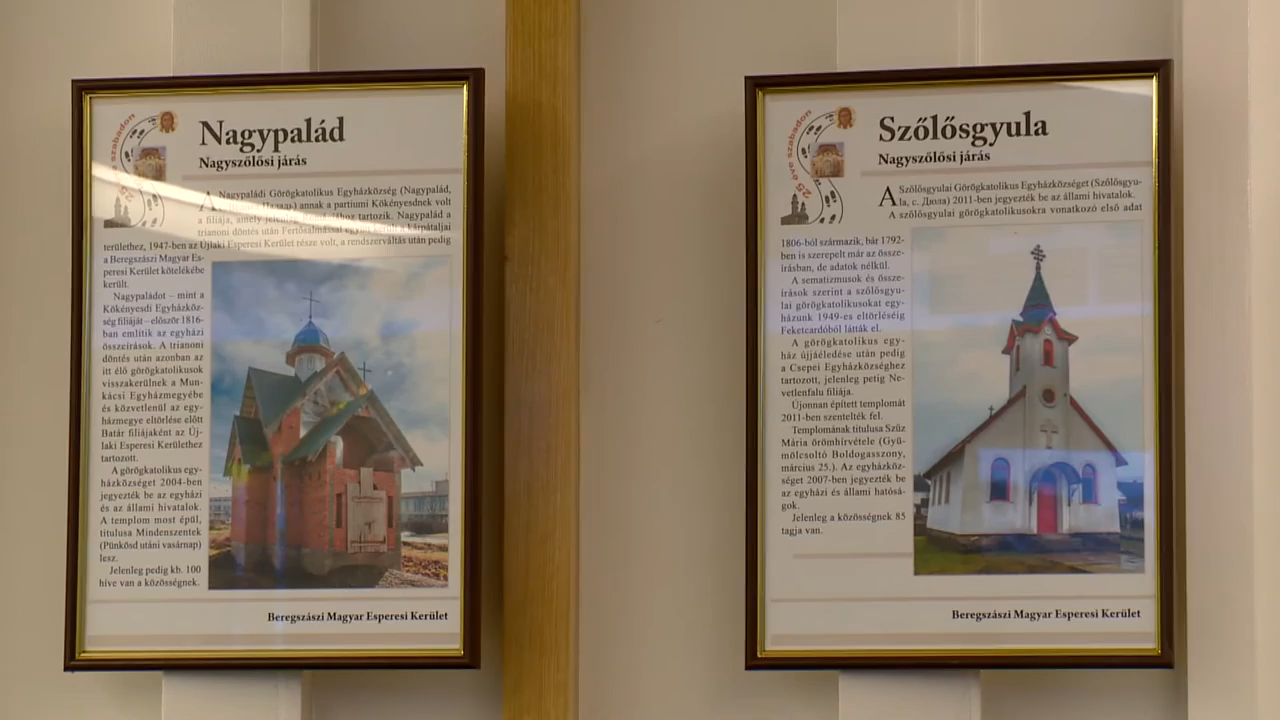 25 éve szabadon
Nagypalád
Nagyszőlősi járás
A Nagypaládi Görögkatolikus Egyházközség (Nagypalád,
annak a partiumi Kökényesdnek volt
a filiája, amely jelenleg tartozik. Nagypalád a
trianoni döntés után Fertősalmással együtt került a kárpátaljai
területhez, 1947-ben az Újlaki Esperesi Kerület része volt, a rendszerváltás után pedig
a Beregszászi Magyar Es-
peresi Kerület kötelékébe
került.
Nagypaládot – mint a
Kökényesdi Egyházköz-
ség filiáját – először 1816-
ban említik az egyházi
összeírások. A trianoni
döntés után azonban az
itt élő görögkatolikusok
visszakerülnek a Mun-
kácsi Egyházmegyébe
és közvetlenül az egy-
házmegye eltörlése előtt
Batár filiájaként az Új-
laki Esperesi Kerülethez
tartozott.
A görögkatolikus egy-
házközséget 2004-ben
jegyezték be az egyházi
és az állami hivatalok.
A templom most épül,
titulusa Mindenszentek
(Pünkösd utáni vasárnap)
lesz.
Jelenleg pedig kb. 100
híve van a közösségnek.
Beregszászi Magyar Esperesi Kerület
25 éve szabadon
Szőlősgyula
Nagyszőlősi járás
A Szőlősgyulai Görögkatolikus Egyházközséget (Szőlősgyu-
la, с. Дюла) 2011-ben jegyezték be az állami hivatalok.
A szőlősgyulai görögkatolikusokra vonatkozó első adat
1806-ból származik, bár 1792-
ben is szerepelt már az össze-
írásban, de adatok nélkül.
A sematizmusok és össze-
írások szerint a szőlősgyu-
lai görögkatolikusokat egy-
házunk 1949-es eltörléséig
Feketeardóból látták el.
A görögkatolikus egy-
ház újjáéledése után pedig
a Csepei Egyházközséghez
tartozott, jelenleg petig Ne-
vetlenfalu filiája.
Újonnan épített templomát
2011-ben szentelték fel.
Templomának titulusa Szűz
Mária örömhírvétele (Gyü-
mölcsoltó Boldogasszony,
március 25.). Az egyházköz-
séget 2007-ben jegyezték be
az egyházi és állami hatósá-
gok.
Jelenleg a közösségnek 85
tagja van.
Beregszászi Magyar Esperesi Kerület